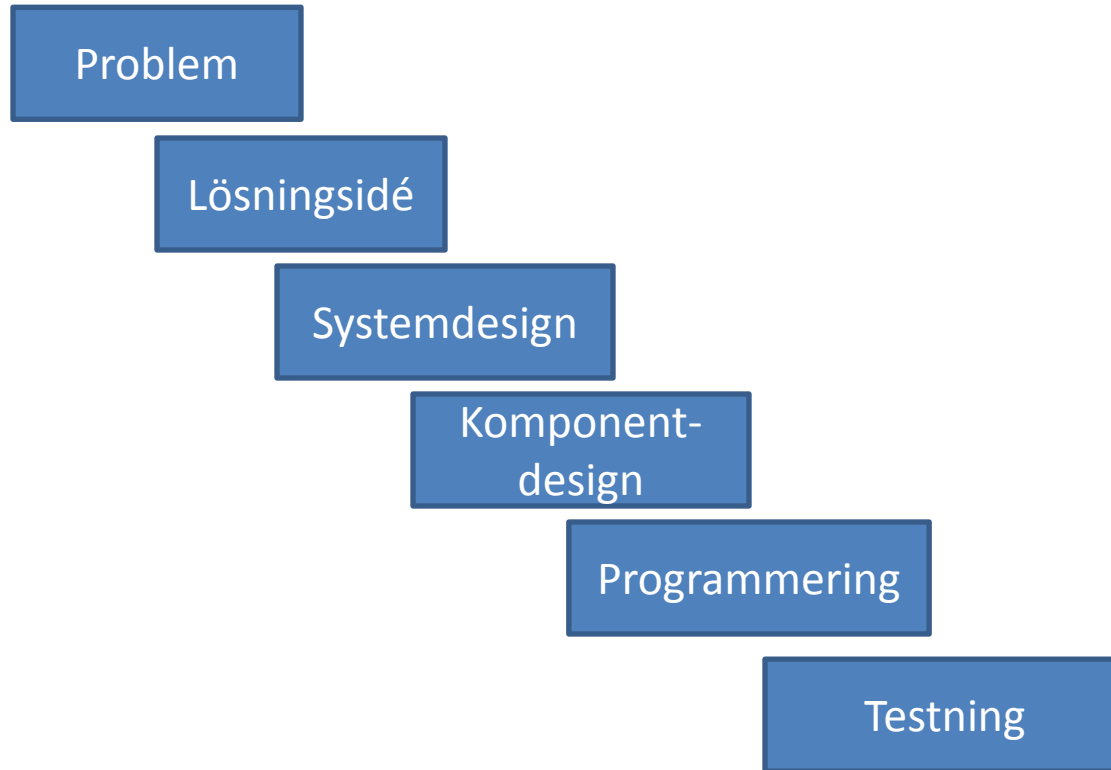 Problem
Lösningsidé
Systemdesign
Komponent-
design
Programmering
Testning